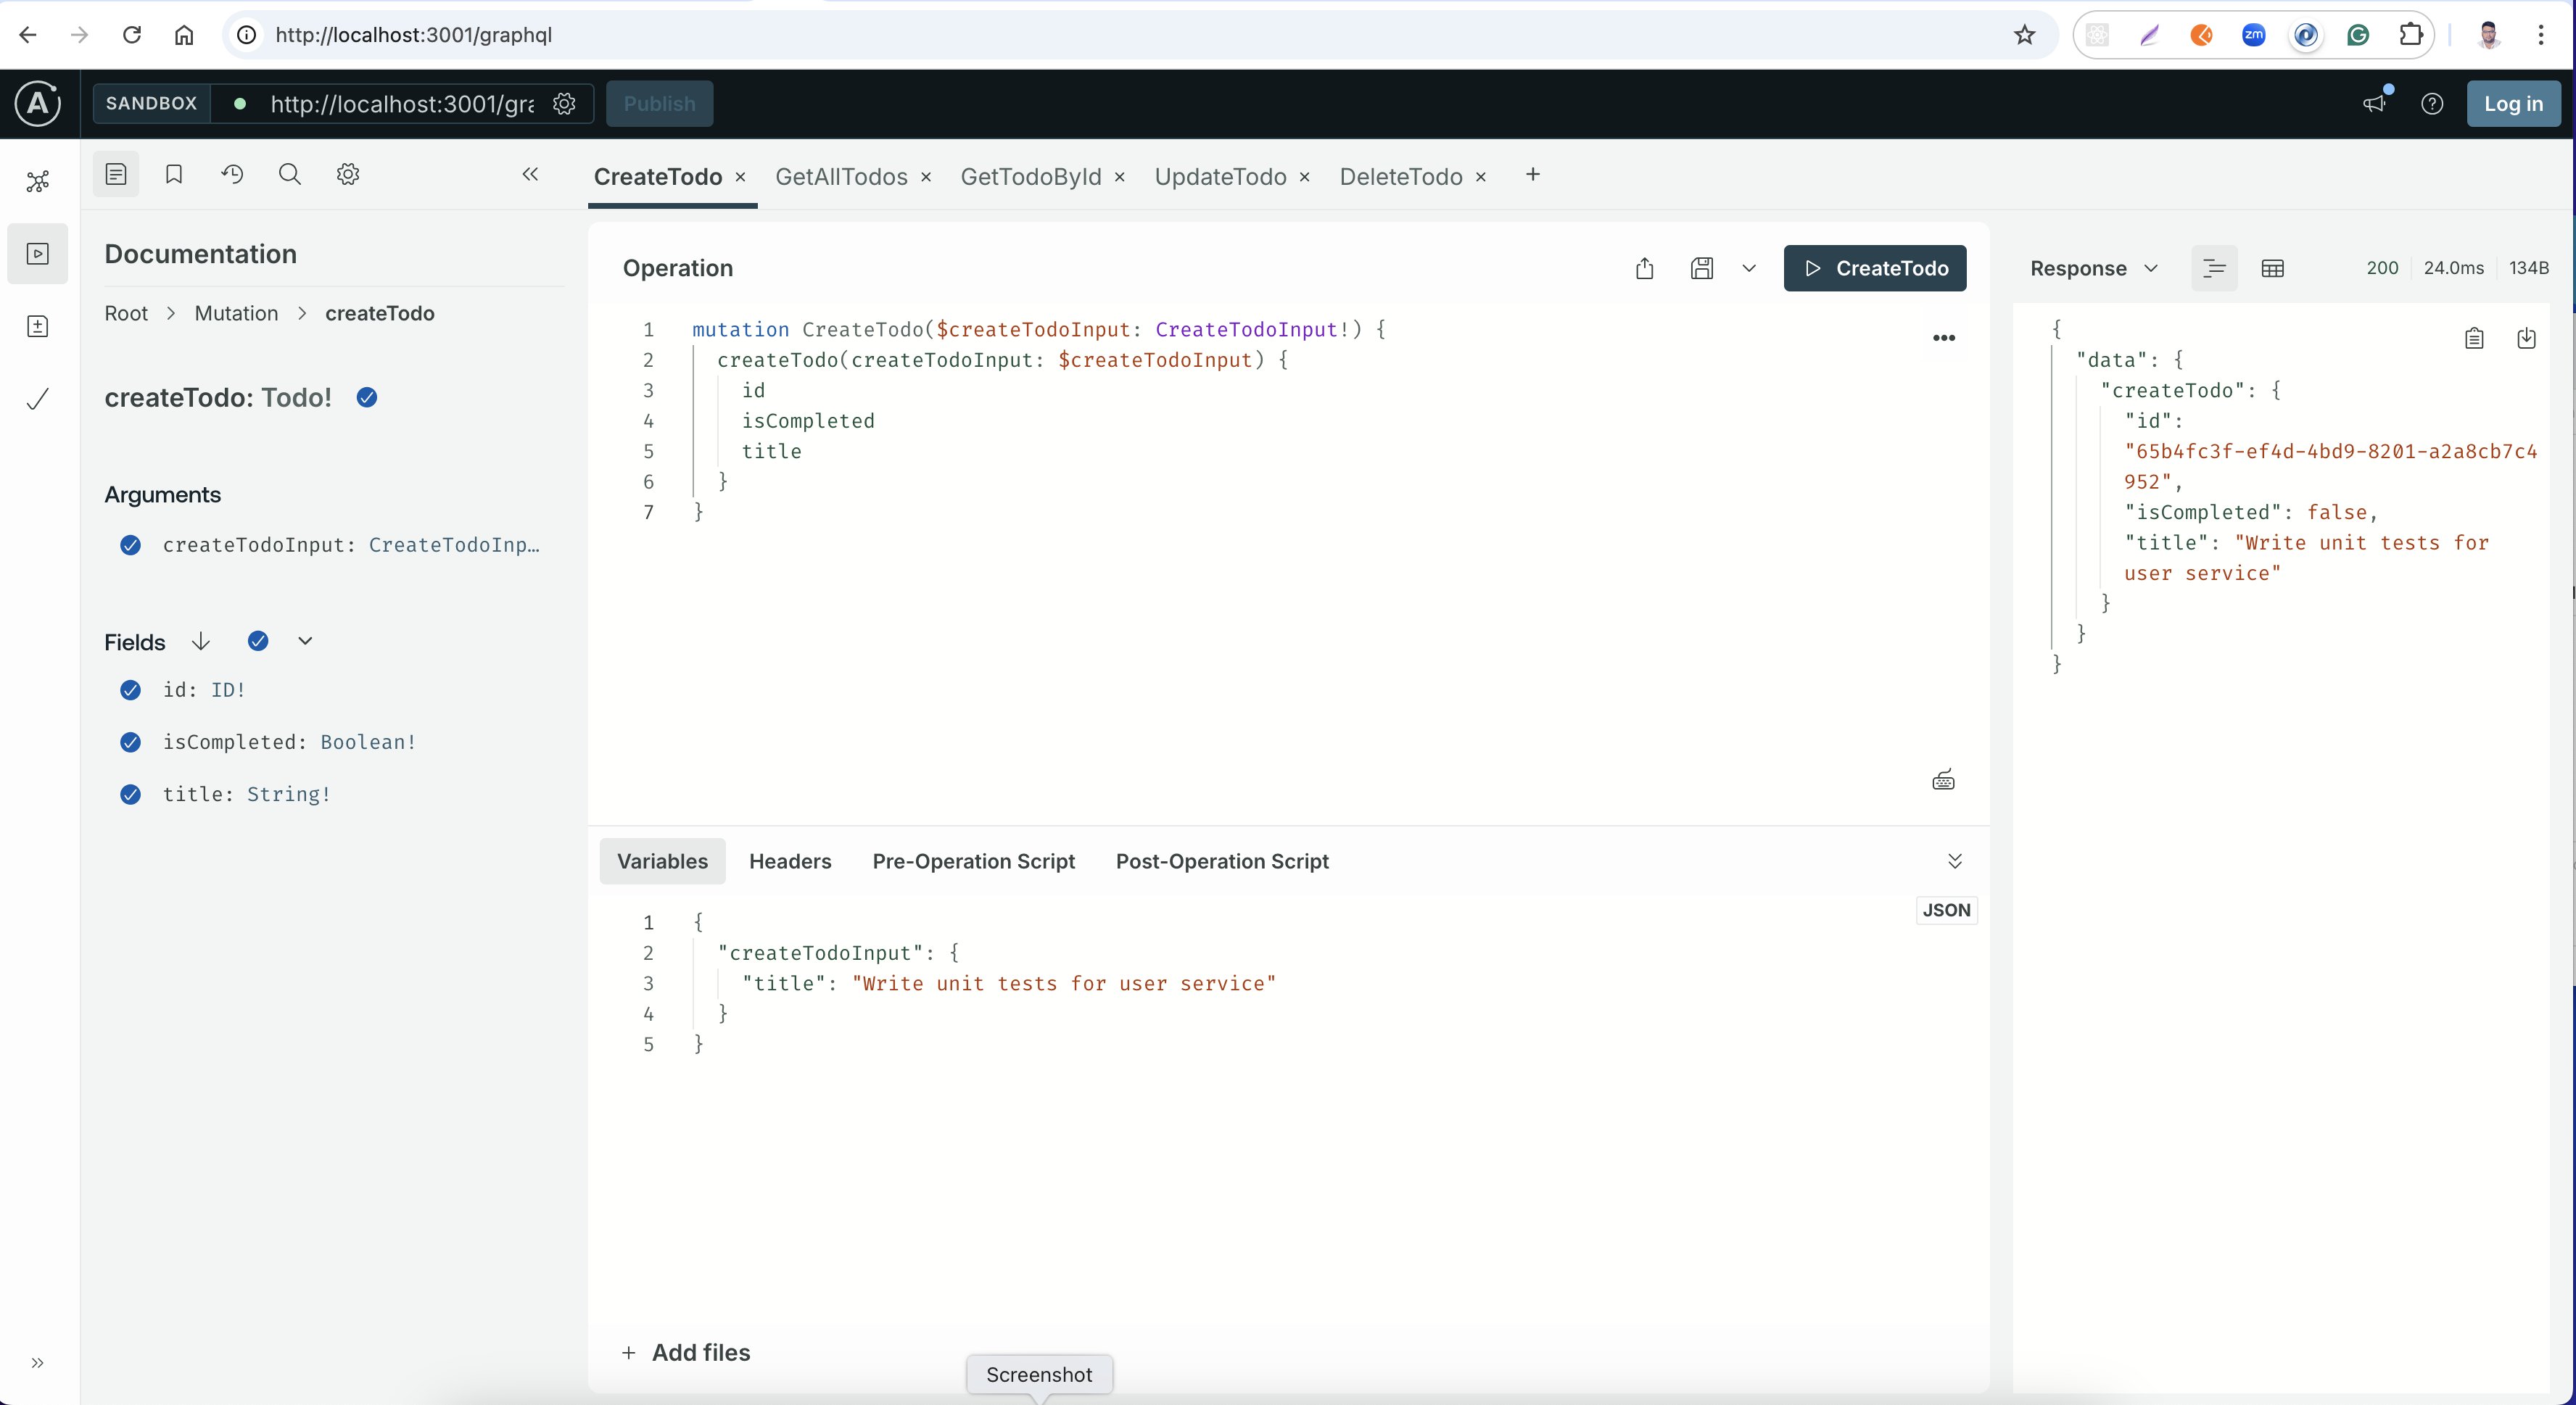 http://localhost:3001/graphql
zm
SANDBOX
http://localhost:3001/gra
Publish
Log in
CreateTodo
GetAllTodos
GetTodoById
UpdateTodo
DeleteTodo
Documentation
Root > Mutation > createTodo
createTodo: Todo!
Arguments
createTodoInput: CreateTodoInp…
Fields
id: ID!
isCompleted: Boolean!
title: String!
Operation
CreateTodo
1 mutation CreateTodo($createTodoInput: CreateTodoInput!) {
2 createTodo(createTodoInput: $createTodoInput) {
3 id
4 isCompleted
5 title
6 }
7 }
Variables Headers Pre-Operation Script Post-Operation Script
JSON
1 {
2 "createTodoInput": {
3 "title": "Write unit tests for user service"
4 }
5 }
+ Add files
Screenshot
Response 200 24.0ms 134B
{
"data": {
"createTodo": {
"id":
"65b4fc3f-ef4d-4bd9-8201-a2a8cb7c4
952",
"isCompleted": false,
"title": "Write unit tests for
user service"
}
}
}